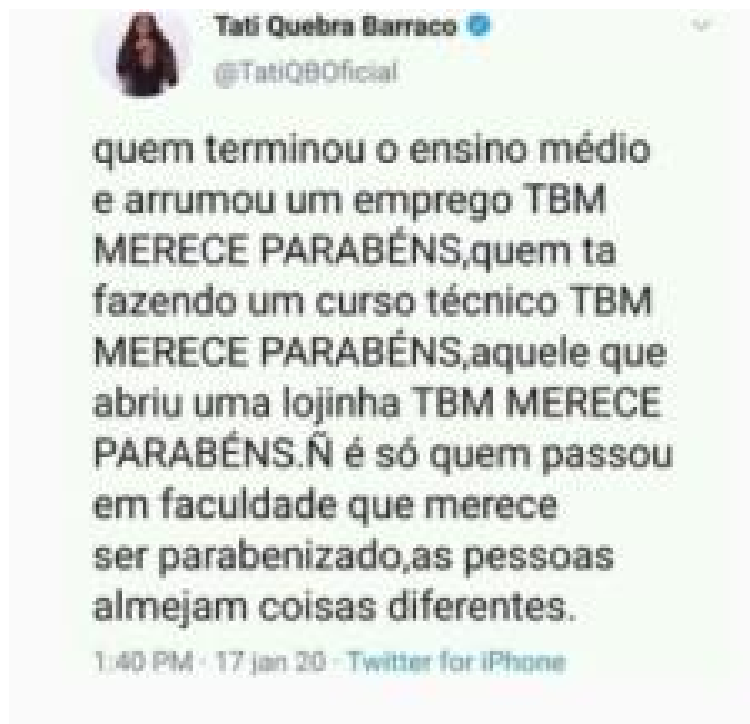 Tati Quebra Barraco
@TatiQBOficial
quem terminou o ensino médio
e arrumou um emprego TBM
MERECE PARABÉNS,quem ta
fazendo um curso técnico TBM
MERECE PARABÉNS,aquele que
abriu uma lojinha TBM MERECE
PARABÉNS.Ñ é só quem passou
em faculdade que merece
ser parabenizado,as pessoas
almejam coisas diferentes.
1:40 PM · 17 jan 20 · Twitter for iPhone